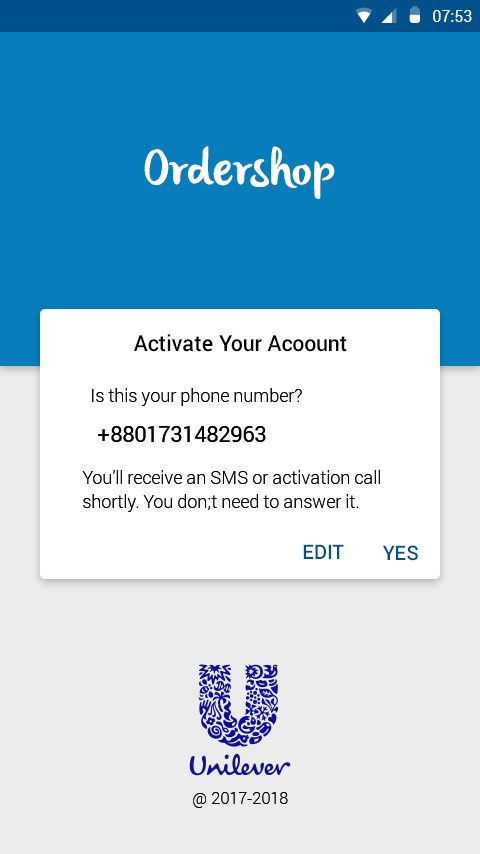 07:53
Ordershop
Activate Your Acoount
Is this your phone number?
+8801731482963
You'll receive an SMS or activation call
shortly. You don;t need to answer it.
EDIT YES
Unilever
@ 2017-2018